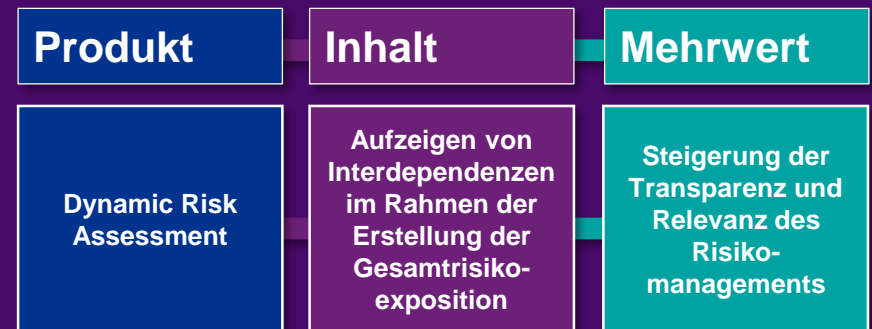 Produkt
Inhalt
Mehrwert
Dynamic Risk
Assessment
Aufzeigen von
Interdependenzen
im Rahmen der
Erstellung der
Gesamtrisiko-
exposition
Steigerung der
Transparenz und
Relevanz des
Risiko-
managements